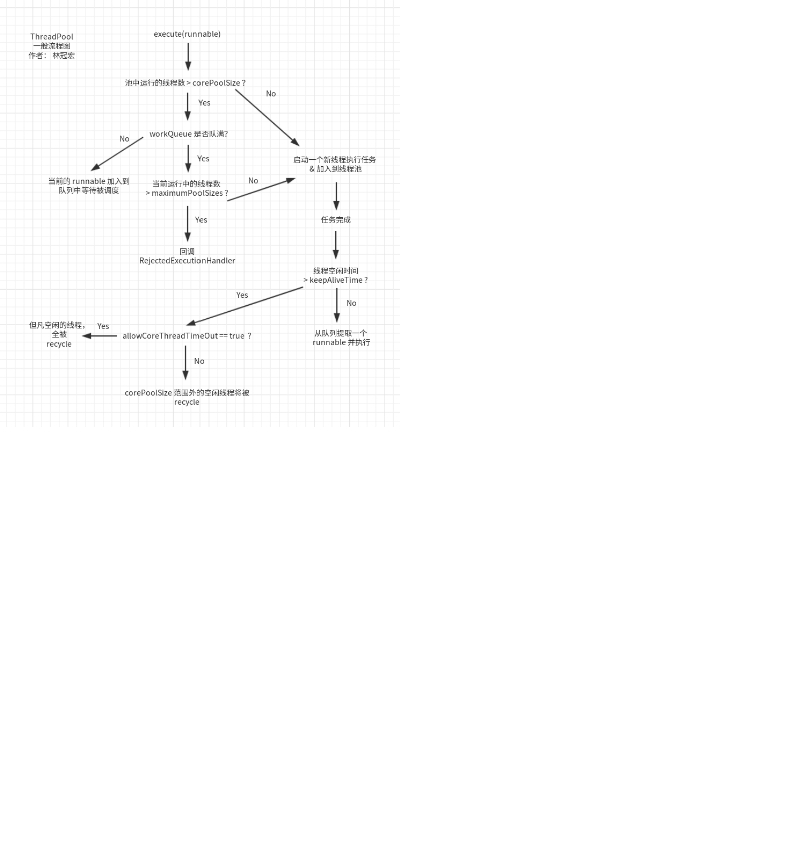 ThreadPool
一般流程图
作者： 林冠宏
execute(runnable)
池中运行的线程数 > corePoolSize ?
No
Yes
workQueue 是否队满?
No
Yes
启动一个新线程执行任务
& 加入到线程池
当前的 runnable 加入到
队列中等待被调度
当前运行中的线程数
> maximumPoolSizes ?
No
Yes
任务完成
回调
RejectedExecutionHandler
线程空闲时间
> keepAliveTime ?
Yes
No
但凡空闲的线程，
全被
recycle
Yes
allowCoreThreadTimeOut == true ?
从队列提取一个
runnable 并执行
No
corePoolSize 范围外的空闲线程将被
recycle